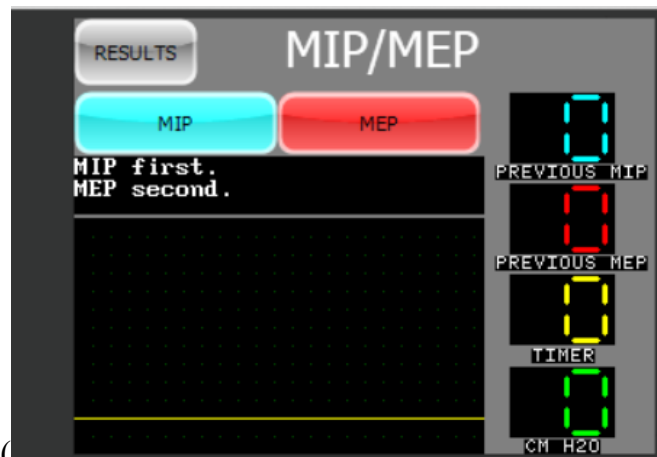 RESULTS
MIP/MEP
MIP
MEP
MIP first.
MEP second.
0
PREVIOUS MIP
0
PREVIOUS MEP
0
TIMER
0
CM H2O
(